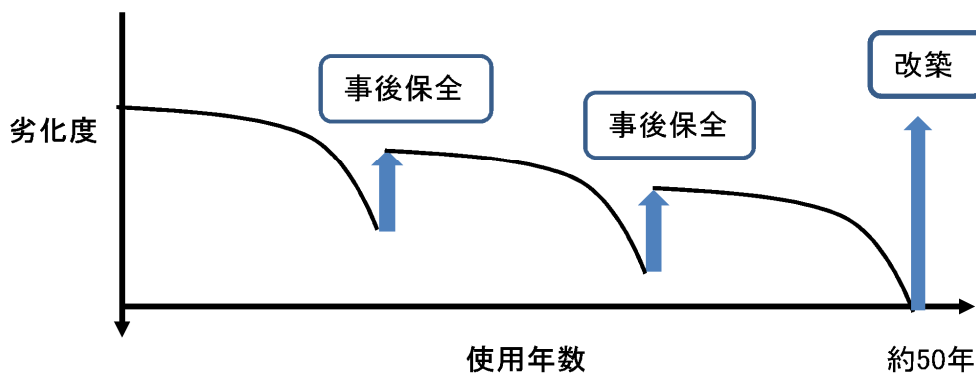 改築
事後保全
事後保全
劣化度
使用年数
約50年